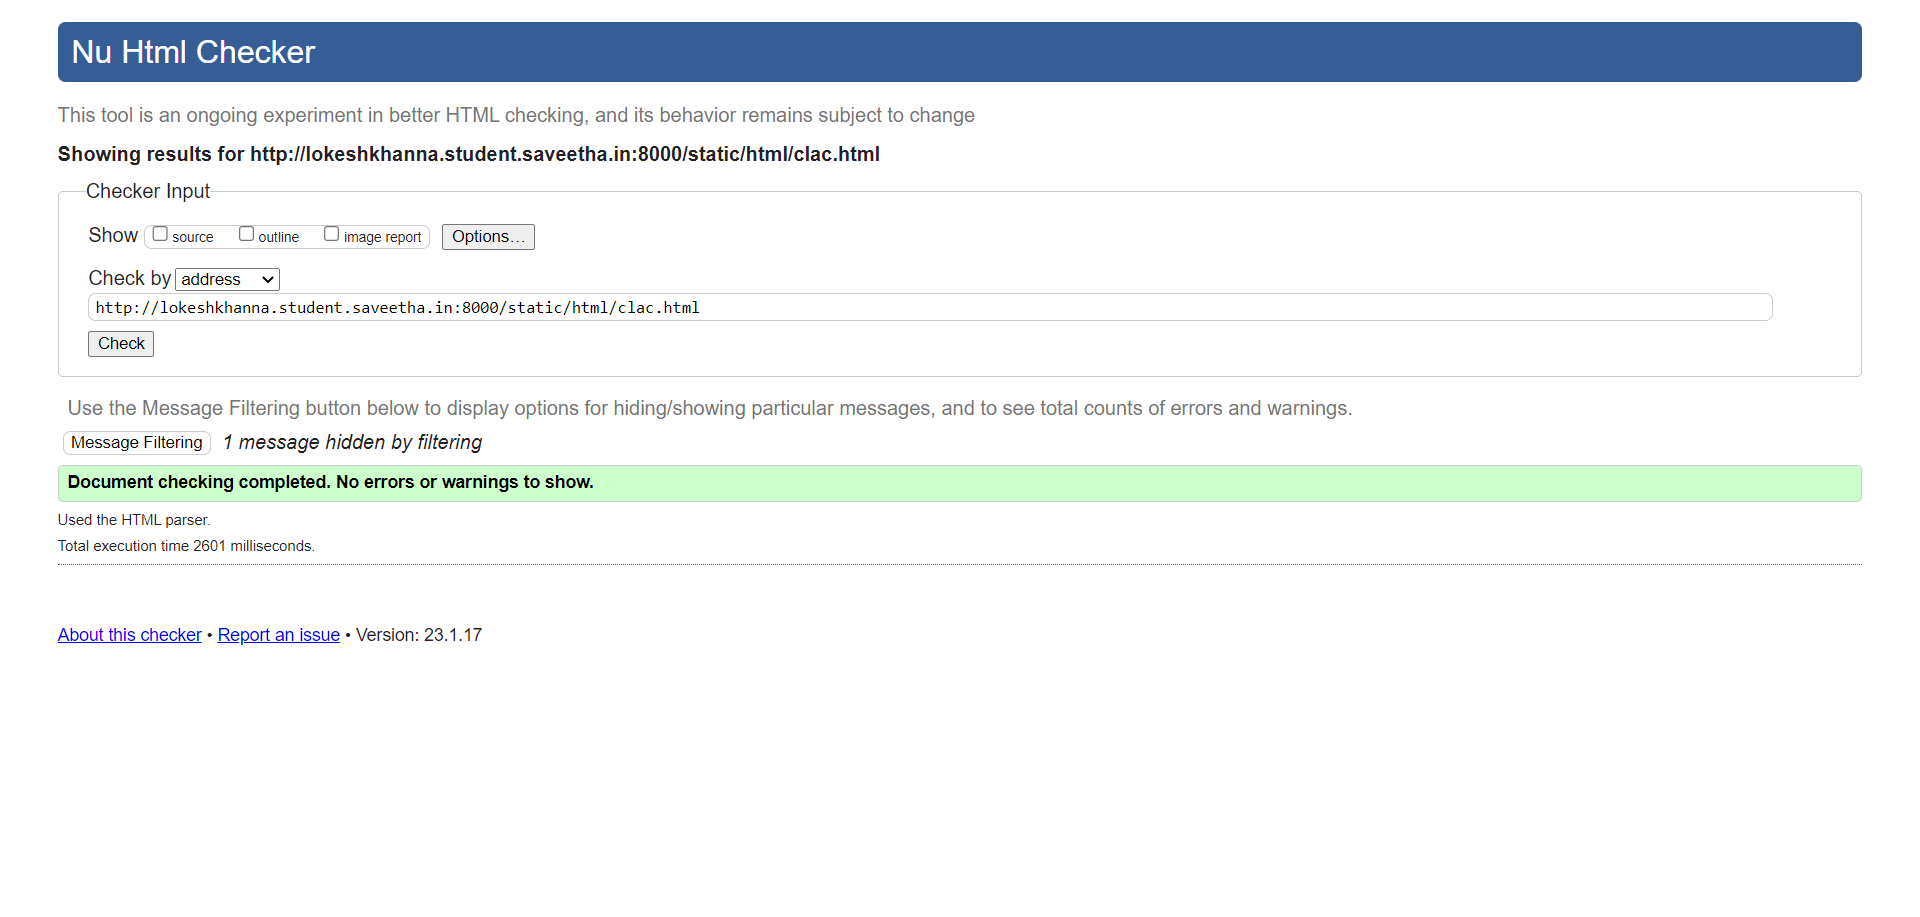 Nu Html Checker
This tool is an ongoing experiment in better HTML checking, and its behavior remains subject to change
Showing results for http://lokeshkhanna.student.saveetha.in:8000/static/html/clac.html
Checker Input
Show source outline image report Options...
Check by address
http://lokeshkhanna.student.saveetha.in:8000/static/html/clac.html
Check
Use the Message Filtering button below to display options for hiding/showing particular messages, and to see total counts of errors and warnings.
Message Filtering 1 message hidden by filtering
Document checking completed. No errors or warnings to show.
Used the HTML parser.
Total execution time 2601 milliseconds.
About this checker • Report an issue • Version: 23.1.17